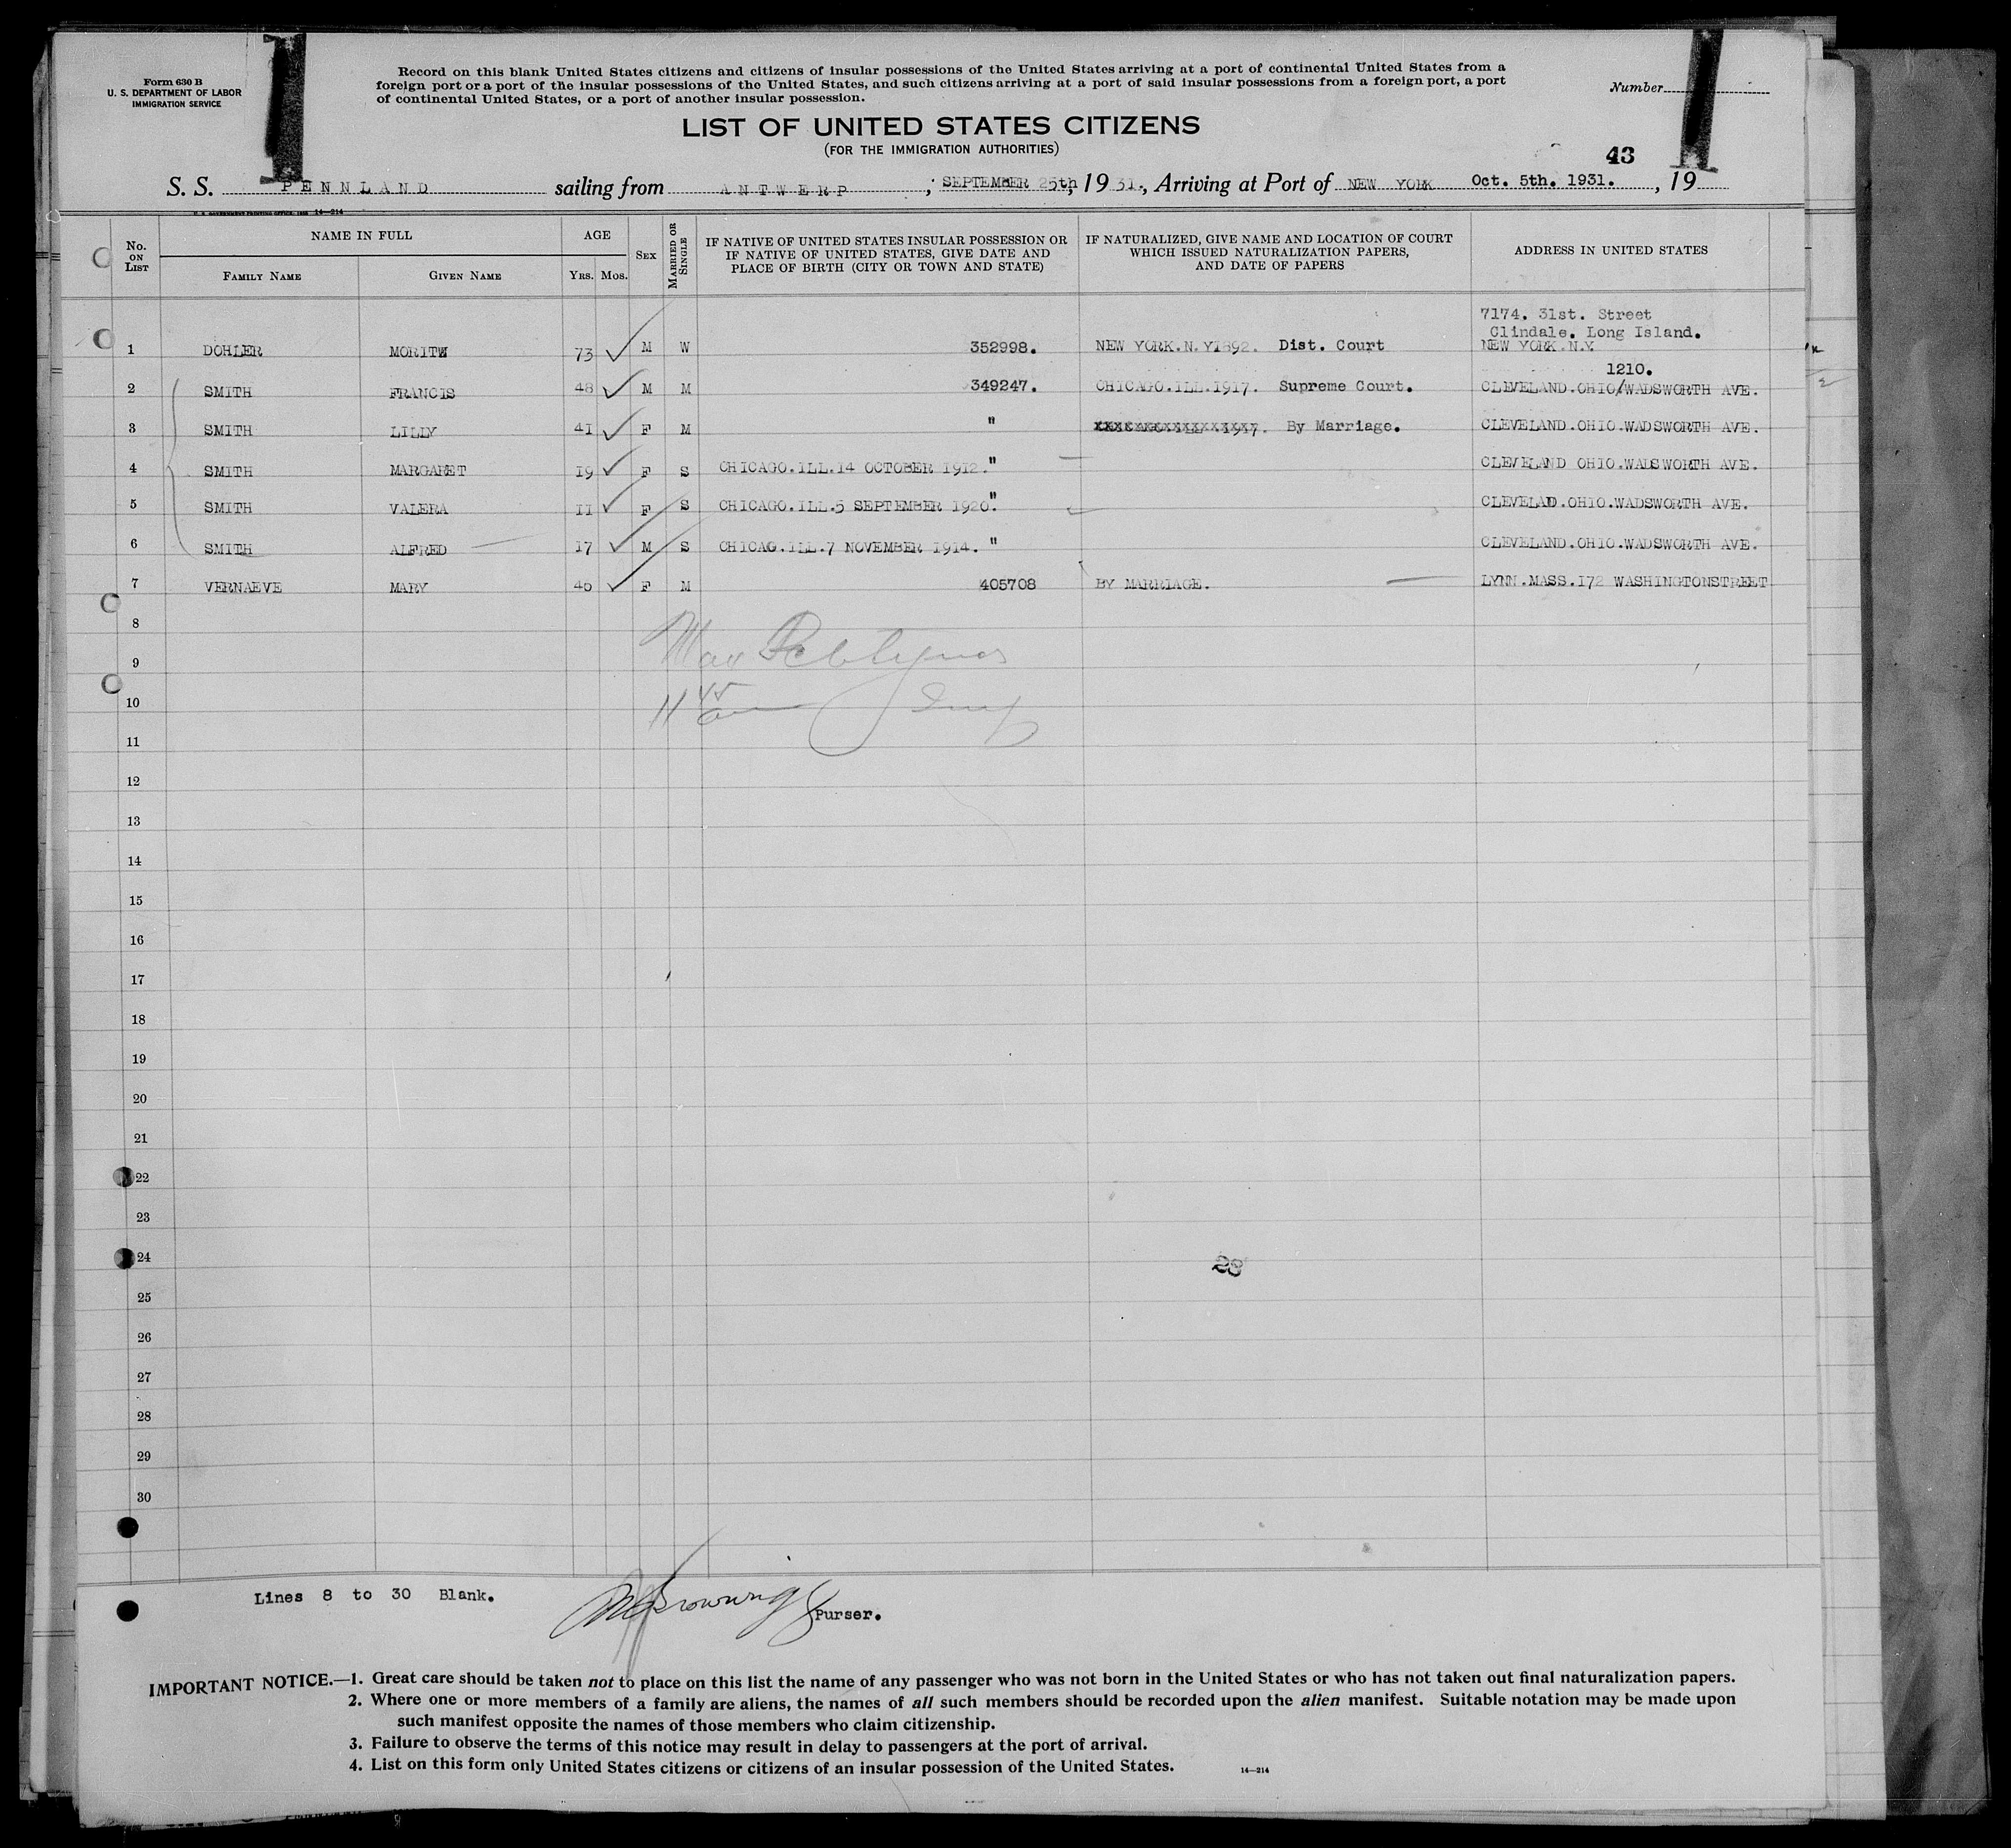 Form 630 B
U. S. DEPARTMENT OF LABOR
IMMIGRATION SERVICE
Record on this blank United States citizens and citizens of insular possessions of the United States arriving at a port of continental United States from a
foreign port or a port of the insular possessions of the United States, and such citizens arriving at a port of said insular possessions from a foreign port, a port
of continental United States, or a port of another insular possession.
Number
LIST OF UNITED STATES CITIZENS
(FOR THE IMMIGRATION AUTHORITIES)
43
S. S. PENNLAND sailing from ANTWERP ; SEPTEMBER 25th, 1931., Arriving at Port of NEW YORK Oct. 5th. 1931. , 19
14—214
No. ON LIST
NAME IN FULL
FAMILY NAME
GIVEN NAME
AGE
YRS. MOS.
SEX
MARRIED OR SINGLE
IF NATIVE OF UNITED STATES INSULAR POSSESSION OR
IF NATIVE OF UNITED STATES, GIVE DATE AND
PLACE OF BIRTH (CITY OR TOWN AND STATE)
IF NATURALIZED, GIVE NAME AND LOCATION OF COURT
WHICH ISSUED NATURALIZATION PAPERS,
AND DATE OF PAPERS
ADDRESS IN UNITED STATES
7174. 31st. Street
Clindale. Long Island.
1 DOHLER MORITZ 73 M W 352998. NEW YORK.N.Y1892. Dist. Court NEW YORK.N.Y.
1210.
2 SMITH FRANCIS 48 M M 349247. CHICAGO.ILL.1917. Supreme Court. CLEVELAND.OHIO/WADSWORTH AVE.
3 SMITH LILLY 41 F M " 1917. By Marriage. CLEVELAND.OHIO.WADSWORTH AVE.
4 SMITH MARGARET 19 F S CHICAGO.ILL.14 OCTOBER 1912." CLEVELAND OHIO.WADSWORTH AVE.
5 SMITH VALERA 11 F S CHICAGO.ILL.5 SEPTEMBER 1920." CLEVELAD.OHIO.WADSWORTH AVE.
6 SMITH ALFRED 17 M S CHICAG.ILL.7 NOVEMBER 1914. " CLEVELAND.OHIO.WADSWORTH AVE.
7 VERNAEVE MARY 46 F M 405708 BY MARRIAGE. LYNN.MASS.172 WASHINGTONSTREET
8
9
10
11
12
13
14
15
16
17
18
19
20
21
22
23
24
25
26
27
28
29
30
28
Lines 8 to 30 Blank.
Browning Purser.
IMPORTANT NOTICE.—1. Great care should be taken not to place on this list the name of any passenger who was not born in the United States or who has not taken out final naturalization papers.
2. Where one or more members of a family are aliens, the names of all such members should be recorded upon the alien manifest. Suitable notation may be made upon
such manifest opposite the names of those members who claim citizenship.
3. Failure to observe the terms of this notice may result in delay to passengers at the port of arrival.
4. List on this form only United States citizens or citizens of an insular possession of the United States.
14—214